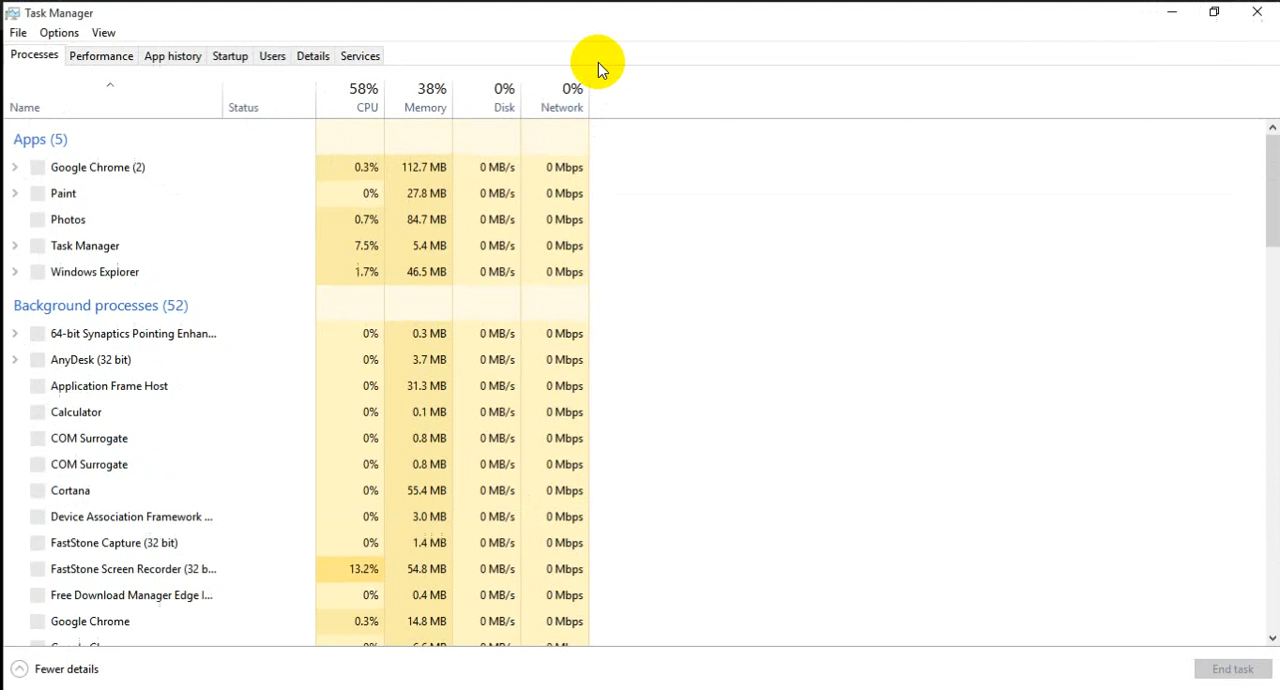 Task Manager
File Options View
Processes Performance App history Startup Users Details Services
58% 38% 0% 0%
Name Status CPU Memory Disk Network
Apps (5)
Google Chrome (2) 0.3% 112.7 MB 0 MB/s 0 Mbps
Paint 0% 27.8 MB 0 MB/s 0 Mbps
Photos 0.7% 84.7 MB 0 MB/s 0 Mbps
Task Manager 7.5% 5.4 MB 0 MB/s 0 Mbps
Windows Explorer 1.7% 46.5 MB 0 MB/s 0 Mbps
Background processes (52)
64-bit Synaptics Pointing Enhan... 0% 0.3 MB 0 MB/s 0 Mbps
AnyDesk (32 bit) 0% 3.7 MB 0 MB/s 0 Mbps
Application Frame Host 0% 31.3 MB 0 MB/s 0 Mbps
Calculator 0% 0.1 MB 0 MB/s 0 Mbps
COM Surrogate 0% 0.8 MB 0 MB/s 0 Mbps
COM Surrogate 0% 0.8 MB 0 MB/s 0 Mbps
Cortana 0% 55.4 MB 0 MB/s 0 Mbps
Device Association Framework ... 0% 3.0 MB 0 MB/s 0 Mbps
FastStone Capture (32 bit) 0% 1.4 MB 0 MB/s 0 Mbps
FastStone Screen Recorder (32 b... 13.2% 54.8 MB 0 MB/s 0 Mbps
Free Download Manager Edge I... 0% 0.4 MB 0 MB/s 0 Mbps
Google Chrome 0.3% 14.8 MB 0 MB/s 0 Mbps
Fewer details End task